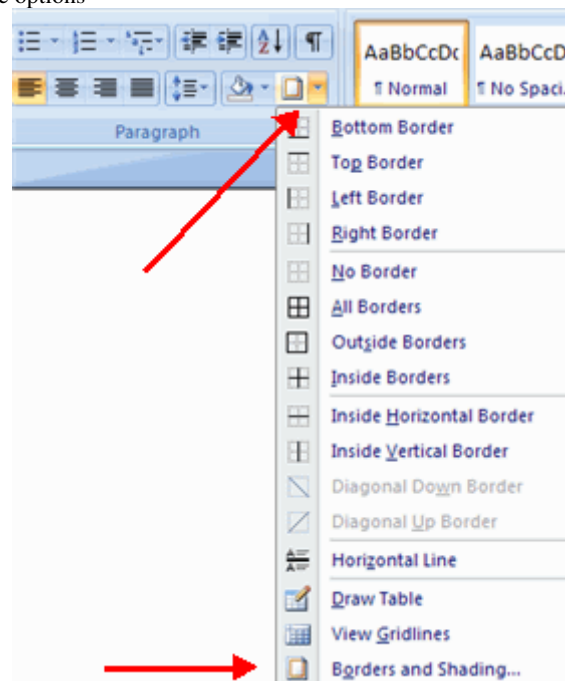 options
AaBbCcDc AaBbCcD
¶ Normal ¶ No Spaci..
Paragraph
Bottom Border
Top Border
Left Border
Right Border
No Border
All Borders
Outside Borders
Inside Borders
Inside Horizontal Border
Inside Vertical Border
Diagonal Down Border
Diagonal Up Border
Horizontal Line
Draw Table
View Gridlines
Borders and Shading...